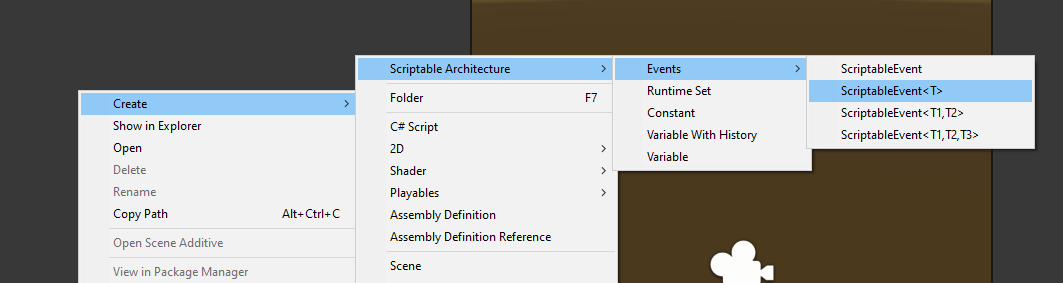 Create
Show in Explorer
Open
Delete
Rename
Copy Path Alt+Ctrl+C
Open Scene Additive
View in Package Manager
Scriptable Architecture
Folder F7
C# Script
2D
Shader
Playables
Assembly Definition
Assembly Definition Reference
Scene
Events
Runtime Set
Constant
Variable With History
Variable
ScriptableEvent
ScriptableEvent<T>
ScriptableEvent<T1,T2>
ScriptableEvent<T1,T2,T3>